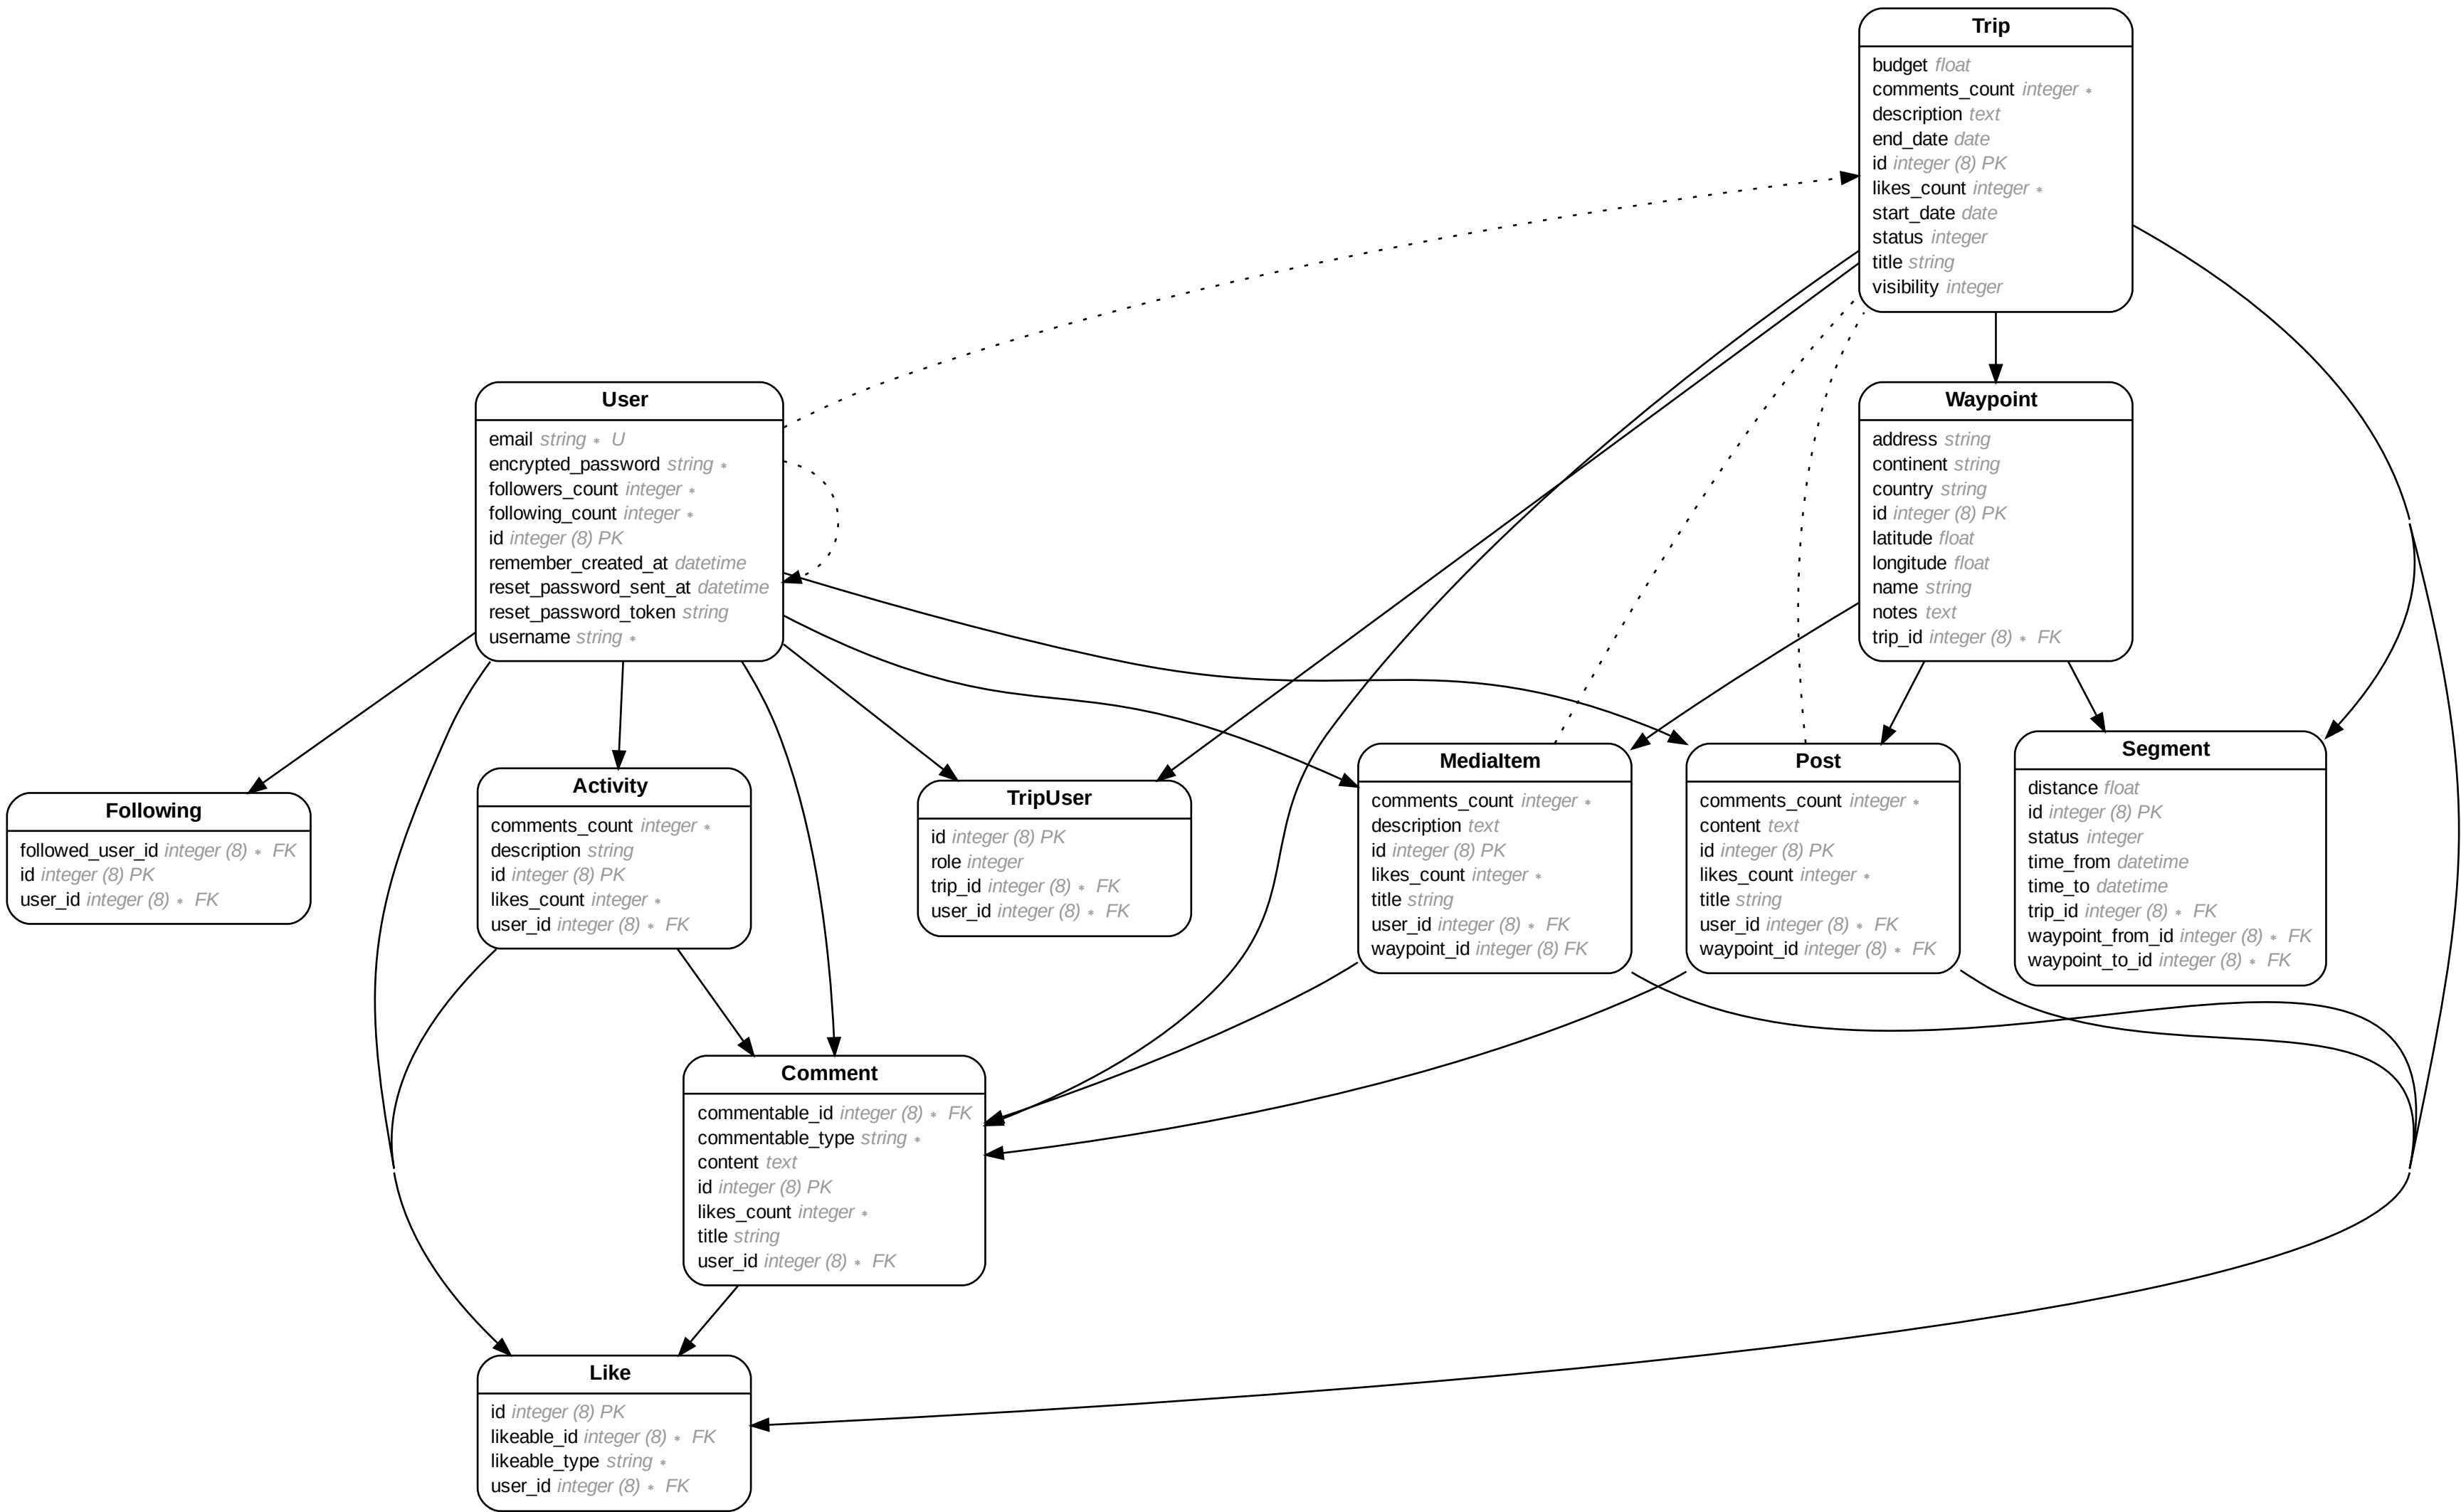 Trip
budget float
comments_count integer *
description text
end_date date
id integer (8) PK
likes_count integer *
start_date date
status integer
title string
visibility integer
User
email string * U
encrypted_password string *
followers_count integer *
following_count integer *
id integer (8) PK
remember_created_at datetime
reset_password_sent_at datetime
reset_password_token string
username string *
Waypoint
address string
continent string
country string
id integer (8) PK
latitude float
longitude float
name string
notes text
trip_id integer (8) * FK
Following
followed_user_id integer (8) * FK
id integer (8) PK
user_id integer (8) * FK
Activity
comments_count integer *
description string
id integer (8) PK
likes_count integer *
user_id integer (8) * FK
TripUser
id integer (8) PK
role integer
trip_id integer (8) * FK
user_id integer (8) * FK
MediaItem
comments_count integer *
description text
id integer (8) PK
likes_count integer *
title string
user_id integer (8) * FK
waypoint_id integer (8) FK
Post
comments_count integer *
content text
id integer (8) PK
likes_count integer *
title string
user_id integer (8) * FK
waypoint_id integer (8) * FK
Segment
distance float
id integer (8) PK
status integer
time_from datetime
time_to datetime
trip_id integer (8) * FK
waypoint_from_id integer (8) * FK
waypoint_to_id integer (8) * FK
Comment
commentable_id integer (8) * FK
commentable_type string *
content text
id integer (8) PK
likes_count integer *
title string
user_id integer (8) * FK
Like
id integer (8) PK
likeable_id integer (8) * FK
likeable_type string *
user_id integer (8) * FK